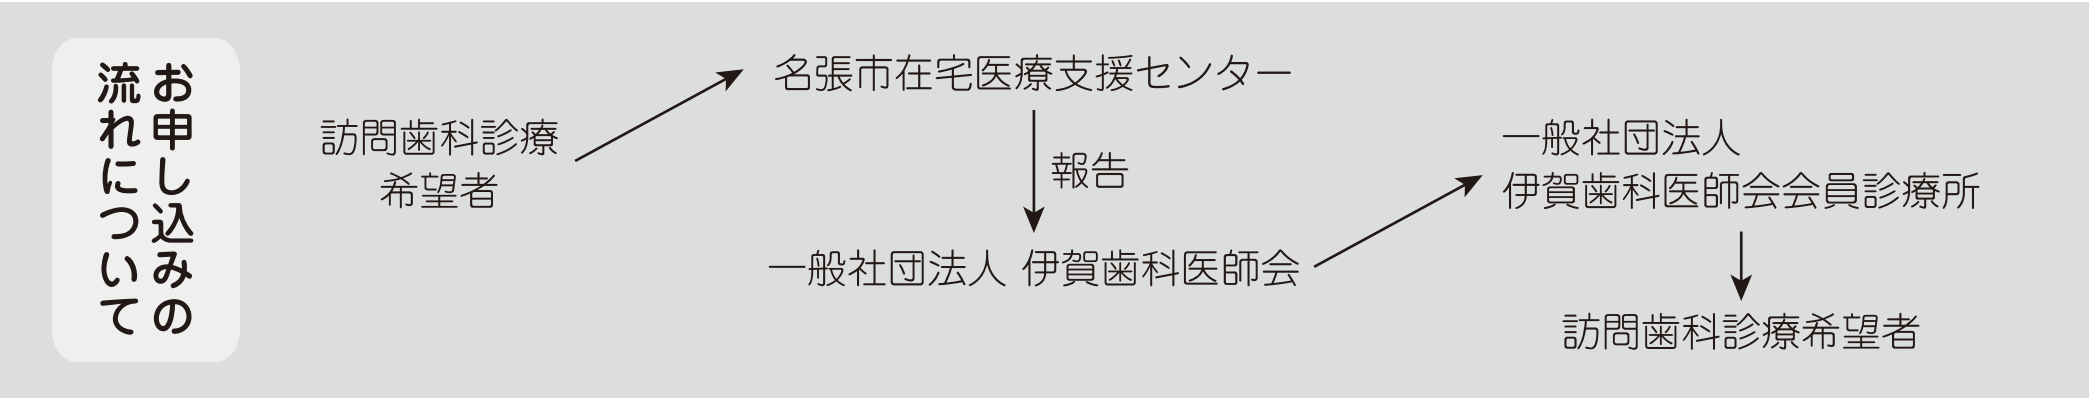 お申し込みの
流れについて
訪問歯科診療
希望者
名張市在宅医療支援センター
報告
一般社団法人 伊賀歯科医師会
一般社団法人
伊賀歯科医師会会員診療所
訪問歯科診療希望者